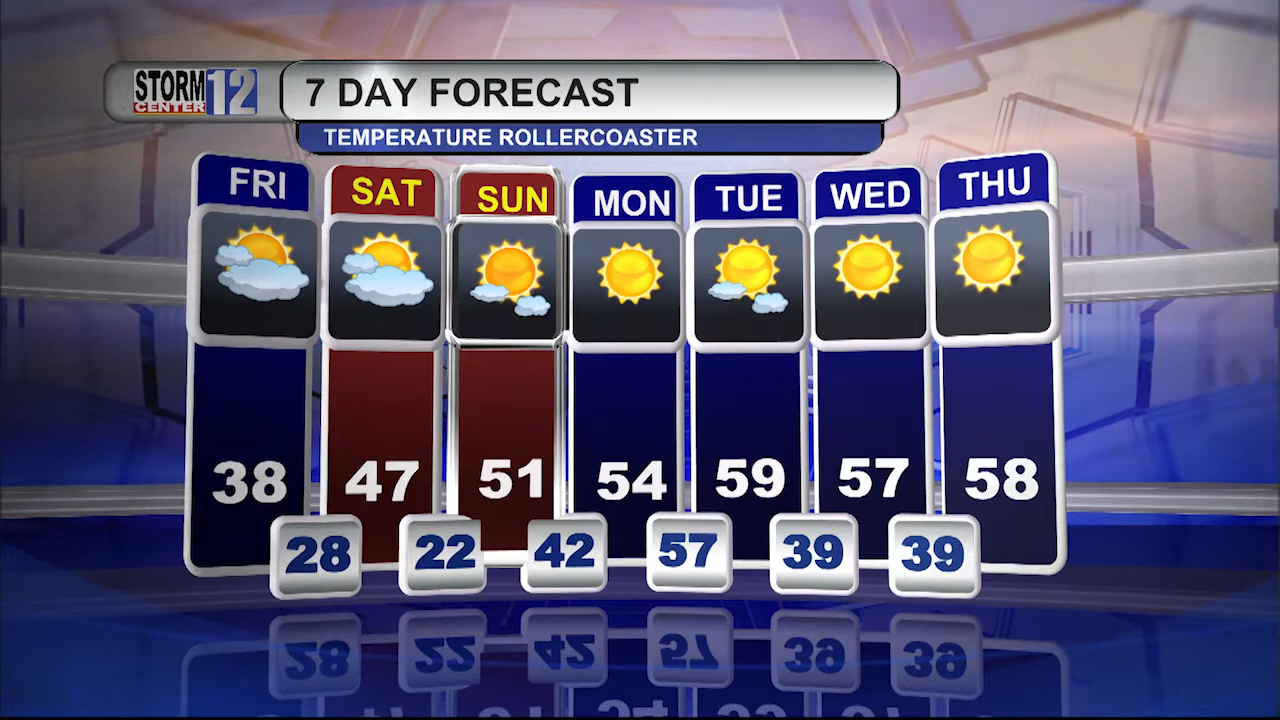 STORM CENTER 12
7 DAY FORECAST
TEMPERATURE ROLLERCOASTER
FRI SAT SUN MON TUE WED THU
38 47 51 54 59 57 58
28 22 42 57 39 39